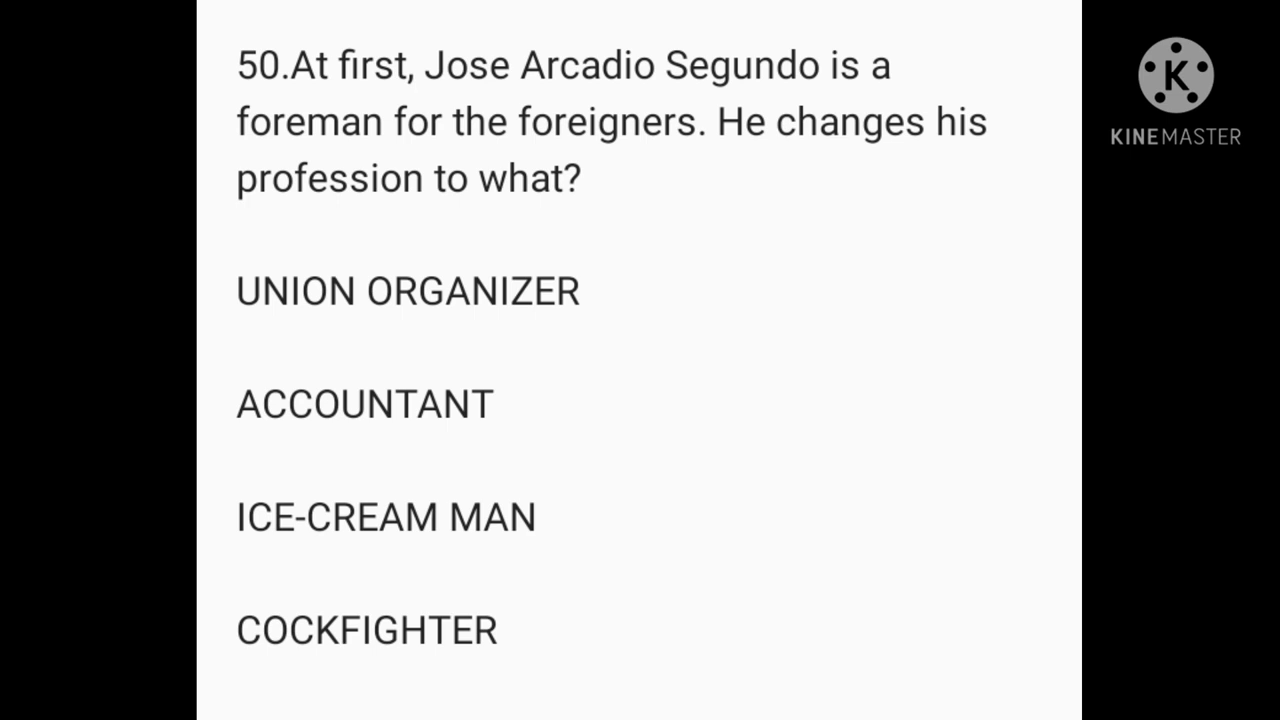 50.At first, Jose Arcadio Segundo is a
foreman for the foreigners. He changes his
profession to what?
UNION ORGANIZER
ACCOUNTANT
ICE-CREAM MAN
COCKFIGHTER
K
KINEMASTER